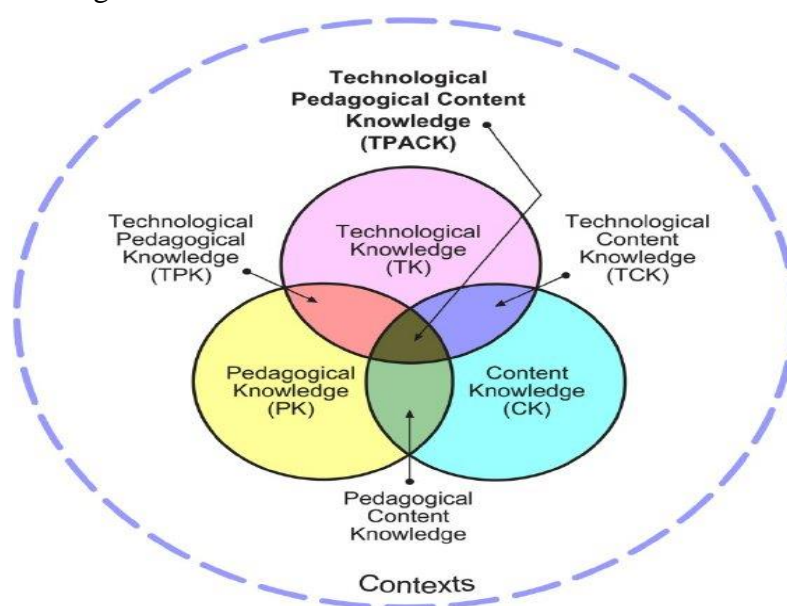 Technological
Pedagogical Content
Knowledge
(TPACK)
Technological
Pedagogical
Knowledge
(TPK)
Technological
Knowledge
(TK)
Technological
Content
Knowledge
(TCK)
Pedagogical
Knowledge
(PK)
Content
Knowledge
(CK)
Pedagogical
Content
Knowledge
Contexts